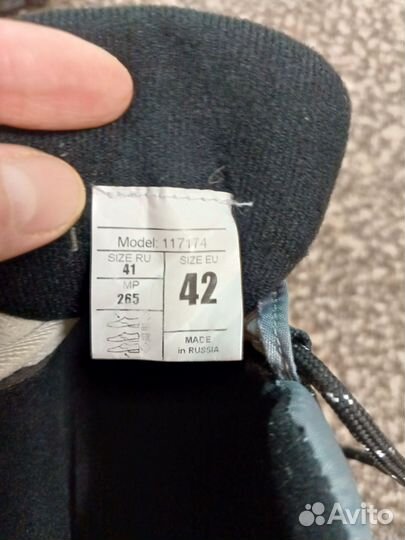 Model: 117174
SIZE RU
41
MP
265
SIZE EU
42
MADE
in RUSSIA
Avito